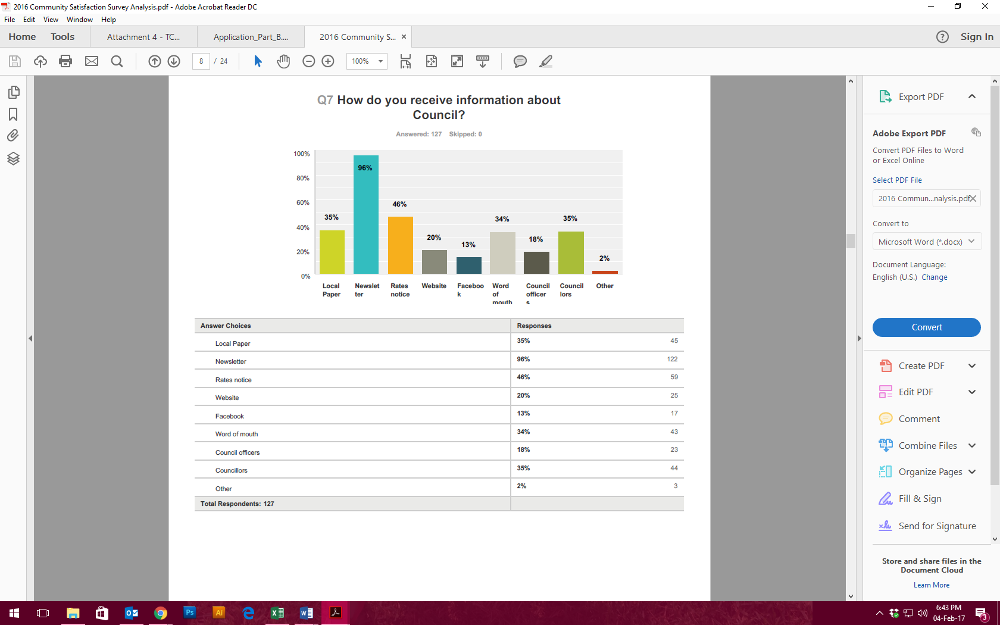 2016 Community Satisfaction Survey Analysis.pdf - Adobe Acrobat Reader DC
File Edit View Window Help
Home Tools Attachment 4 - TC... Application_Part_B.... 2016 Community S... ×
Sign In
8 / 24 100%
Q7 How do you receive information about
Council?
Answered: 127 Skipped: 0
100%
80%
60%
40%
20%
0%
35%
96%
46%
20%
13%
34%
18%
35%
2%
Local
Paper
Newslet
ter
Rates
notice
Website
Faceboo
k
Word
of
mouth
Council
officer
s
Council
lors
Other
Answer Choices Responses
Local Paper 35% 45
Newsletter 96% 122
Rates notice 46% 59
Website 20% 25
Facebook 13% 17
Word of mouth 34% 43
Council officers 18% 23
Councillors 35% 44
Other 2% 3
Total Respondents: 127
Export PDF
Adobe Export PDF
Convert PDF Files to Word
or Excel Online
Select PDF File
2016 Commun...nalysis.pdf
Convert to
Microsoft Word (*.docx)
Document Language:
English (U.S.) Change
Convert
Create PDF
Edit PDF
Comment
Combine Files
Organize Pages
Fill & Sign
Send for Signature
Store and share files in the
Document Cloud
Learn More
Ps
Ai
6:43 PM
04-Feb-17
3